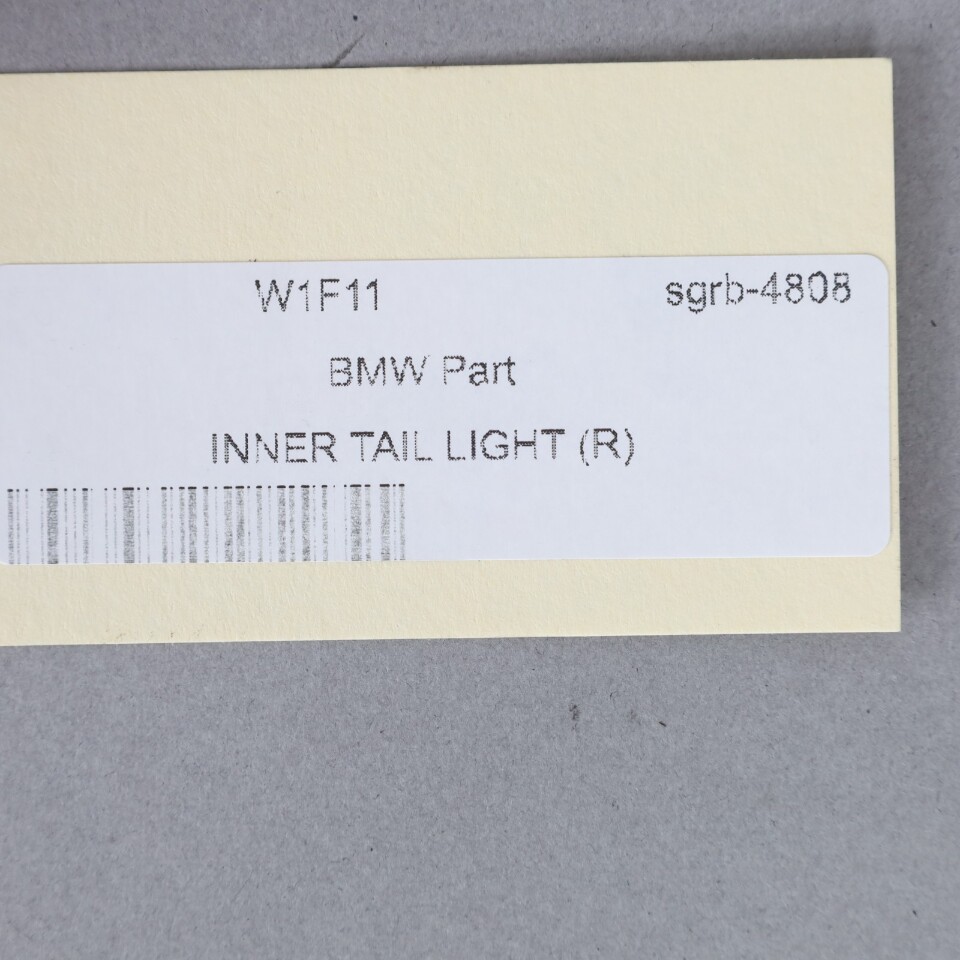 W1F11 sgrb-4808
BMW Part
INNER TAIL LIGHT (R)